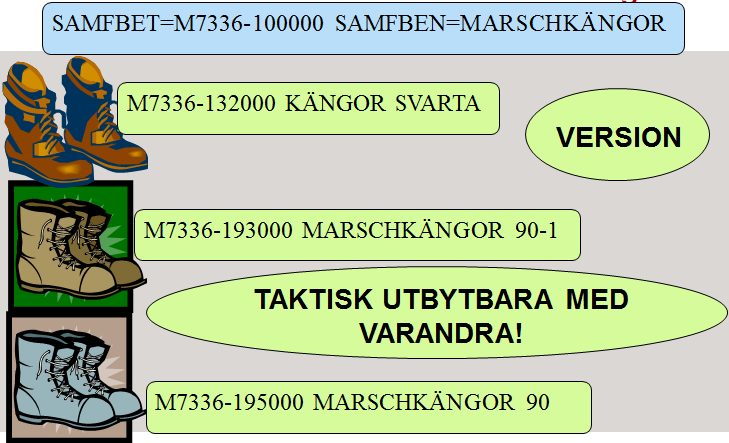 SAMFBET=M7336-100000 SAMFBEN=MARSCHKÄNGOR
M7336-132000 KÄNGOR SVARTA
VERSION
M7336-193000 MARSCHKÄNGOR 90-1
TAKTISK UTBYTBARA MED
VARANDRA!
M7336-195000 MARSCHKÄNGOR 90